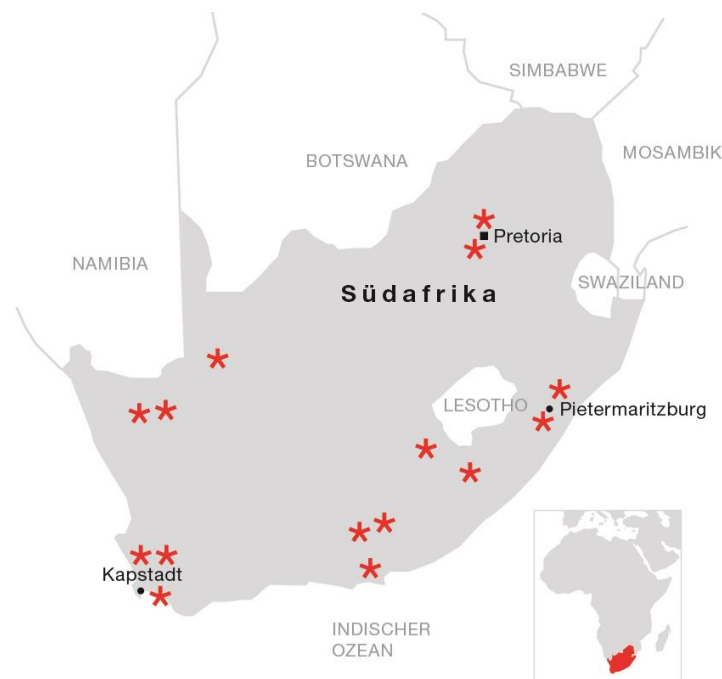 SIMBABWE
MOSAMBIK
BOTSWANA
Pretoria
NAMIBIA
SWAZILAND
Südafrika
LESOTHO
Pietermaritzburg
Kapstadt
INDISCHER
OZEAN